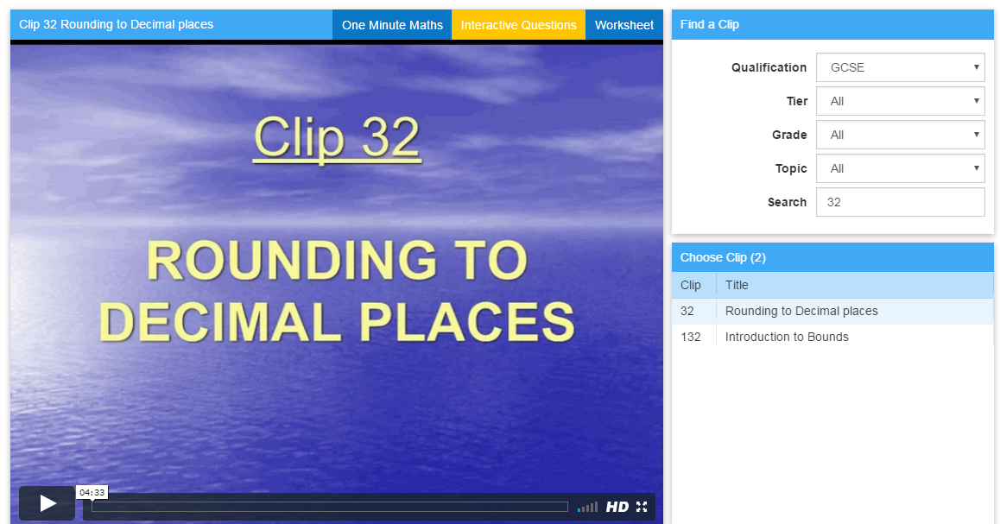 Clip 32 Rounding to Decimal places
One Minute Maths
Interactive Questions
Worksheet
Clip 32
ROUNDING TO
DECIMAL PLACES
04:33
HD
Find a Clip
Qualification GCSE
Tier All
Grade All
Topic All
Search 32
Choose Clip (2)
Clip Title
32 Rounding to Decimal places
132 Introduction to Bounds